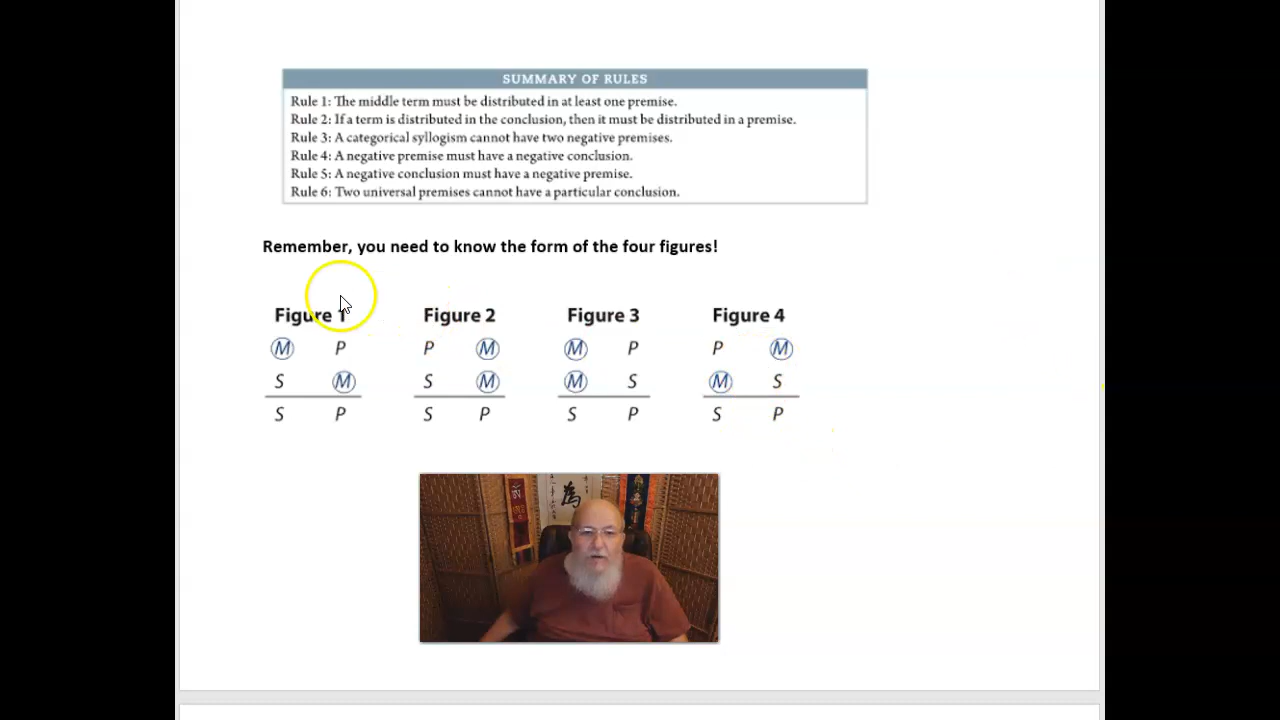 SUMMARY OF RULES
Rule 1: The middle term must be distributed in at least one premise.
Rule 2: If a term is distributed in the conclusion, then it must be distributed in a premise.
Rule 3: A categorical syllogism cannot have two negative premises.
Rule 4: A negative premise must have a negative conclusion.
Rule 5: A negative conclusion must have a negative premise.
Rule 6: Two universal premises cannot have a particular conclusion.
Remember, you need to know the form of the four figures!
Figure 1 Figure 2 Figure 3 Figure 4
M P P M M P P M
S M S M M S M S
S P S P S P S P
為